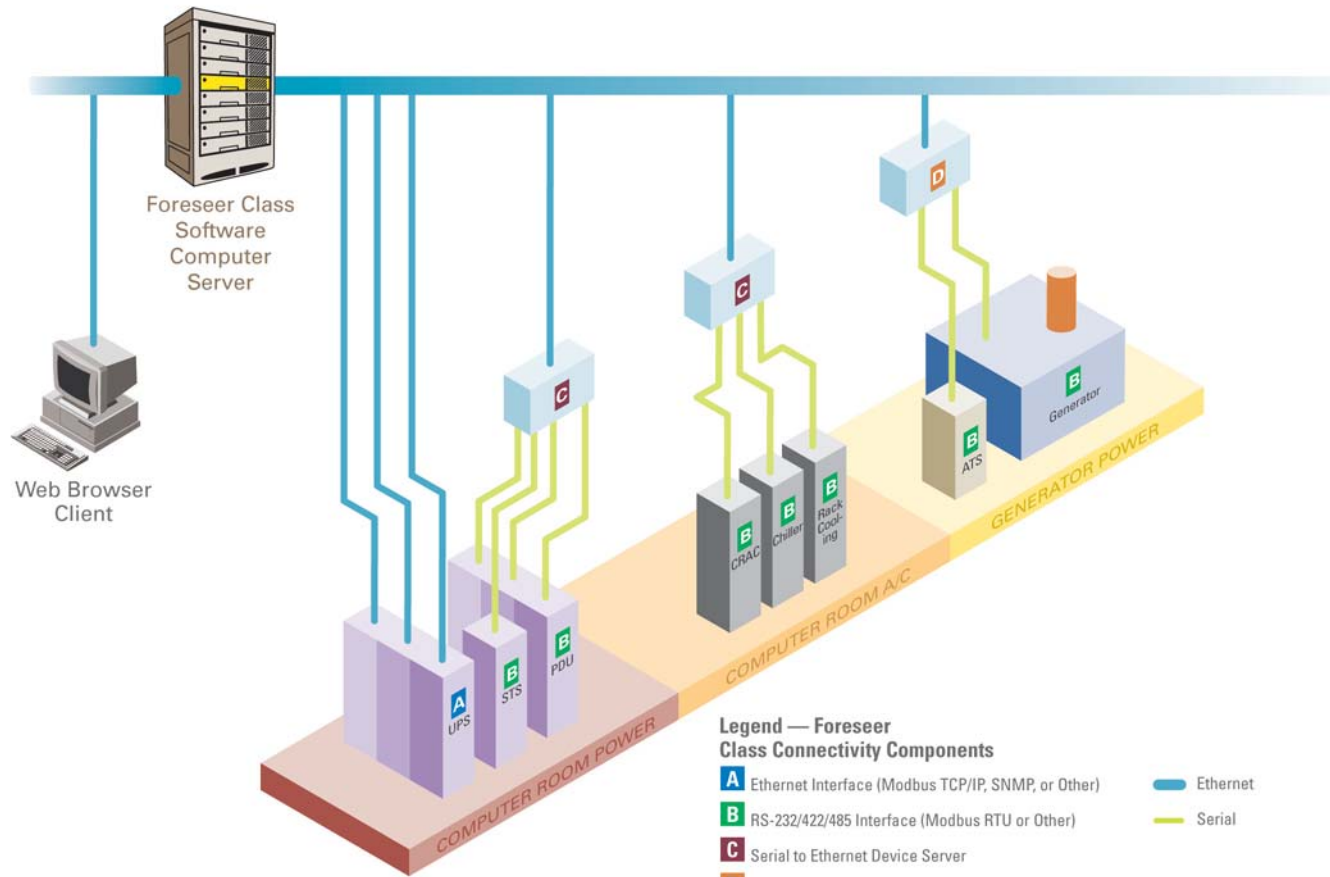 Foreseer Class
Software
Computer
Server
Web Browser
Client
C
C
D
A
UPS
B
STS
B
PDU
B
CRAC
B
Chiller
B
Rack
Cool-
ing
B
ATS
B
Generator
COMPUTER ROOM POWER
COMPUTER ROOM A/C
GENERATOR POWER
Legend — Foreseer
Class Connectivity Components
A Ethernet Interface (Modbus TCP/IP, SNMP, or Other)
B RS-232/422/485 Interface (Modbus RTU or Other)
C Serial to Ethernet Device Server
Ethernet
Serial